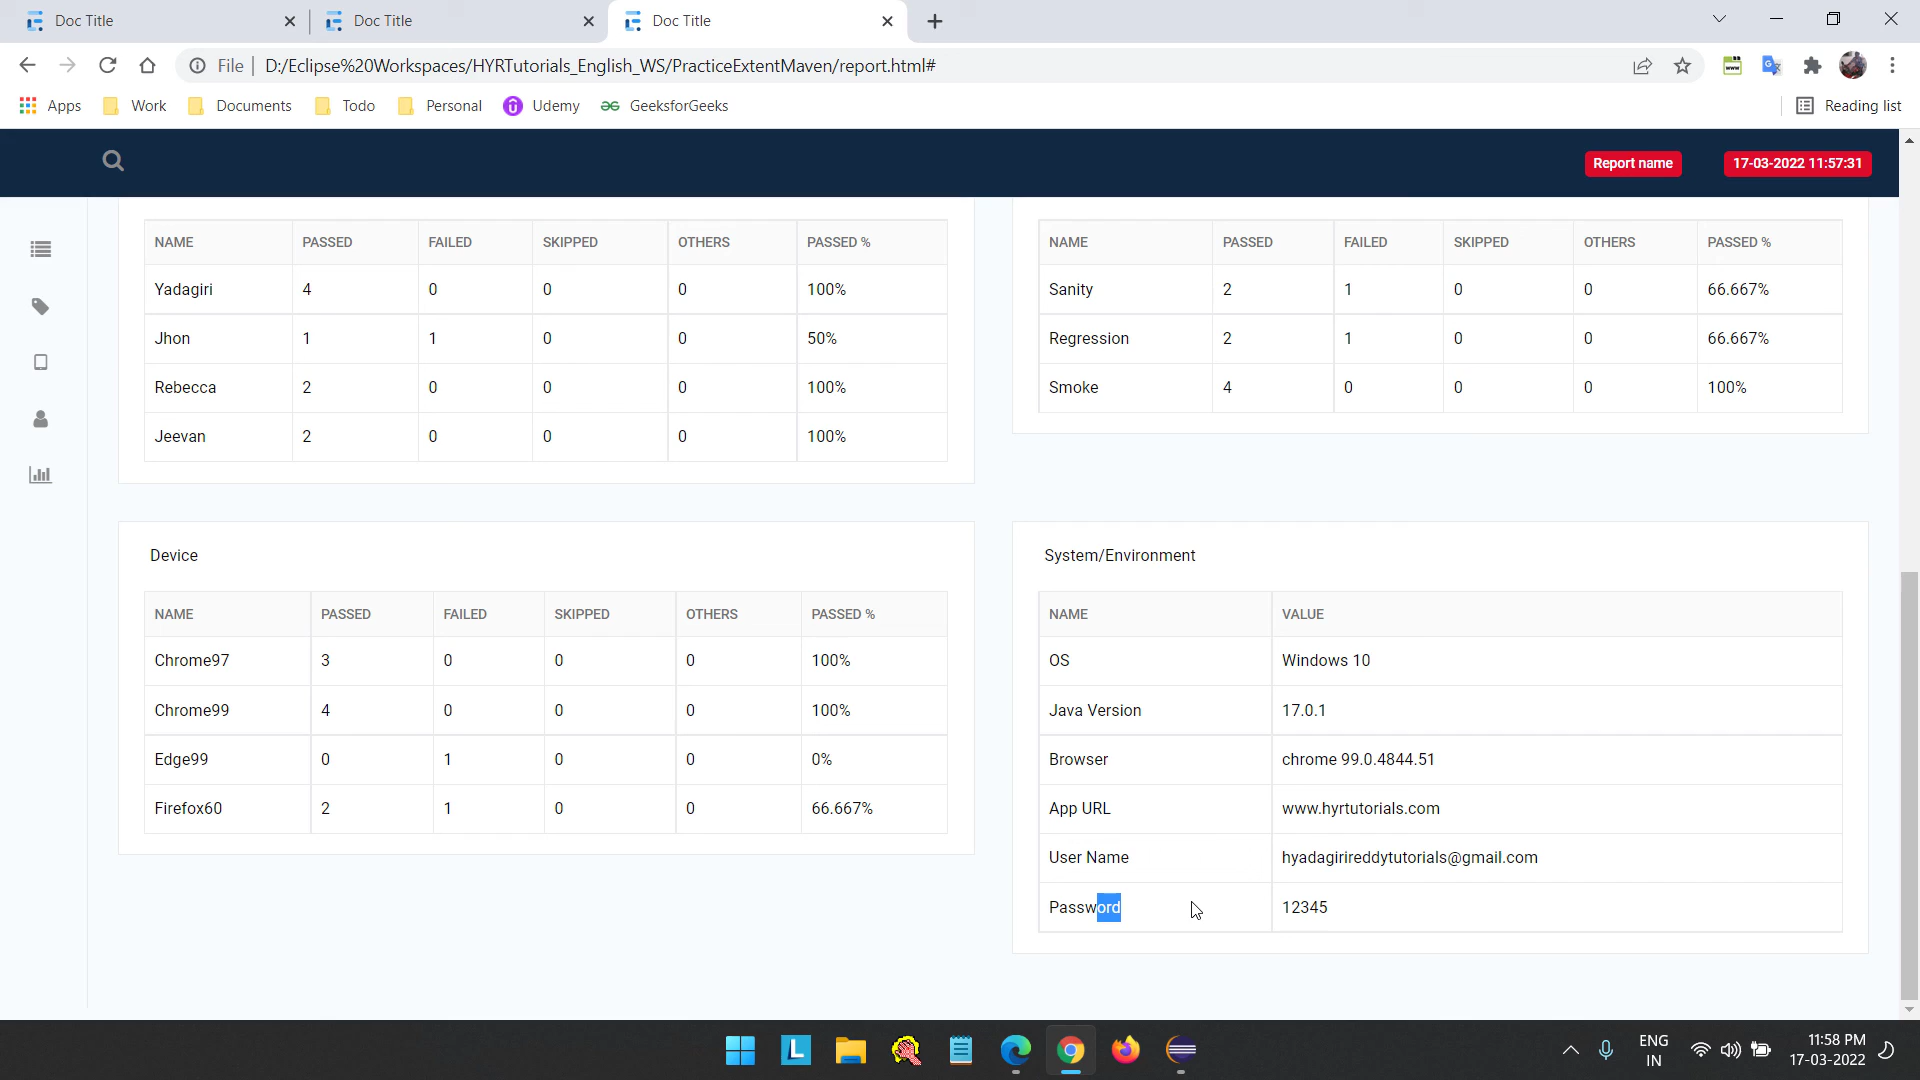 Doc Title
Doc Title
Doc Title
File
D:/Eclipse%20Workspaces/HYRTutorials_English_WS/PracticeExtentMaven/report.html#
Apps
Work
Documents
Todo
Personal
Udemy
GeeksforGeeks
Reading list
Report name
17-03-2022 11:57:31
NAME PASSED FAILED SKIPPED OTHERS PASSED %
Yadagiri 4 0 0 0 100%
Jhon 1 1 0 0 50%
Rebecca 2 0 0 0 100%
Jeevan 2 0 0 0 100%
NAME PASSED FAILED SKIPPED OTHERS PASSED %
Sanity 2 1 0 0 66.667%
Regression 2 1 0 0 66.667%
Smoke 4 0 0 0 100%
Device
NAME PASSED FAILED SKIPPED OTHERS PASSED %
Chrome97 3 0 0 0 100%
Chrome99 4 0 0 0 100%
Edge99 0 1 0 0 0%
Firefox60 2 1 0 0 66.667%
System/Environment
NAME VALUE
OS Windows 10
Java Version 17.0.1
Browser chrome 99.0.4844.51
App URL www.hyrtutorials.com
User Name hyadagirireddytutorials@gmail.com
Password 12345
L
ENG
IN
11:58 PM
17-03-2022